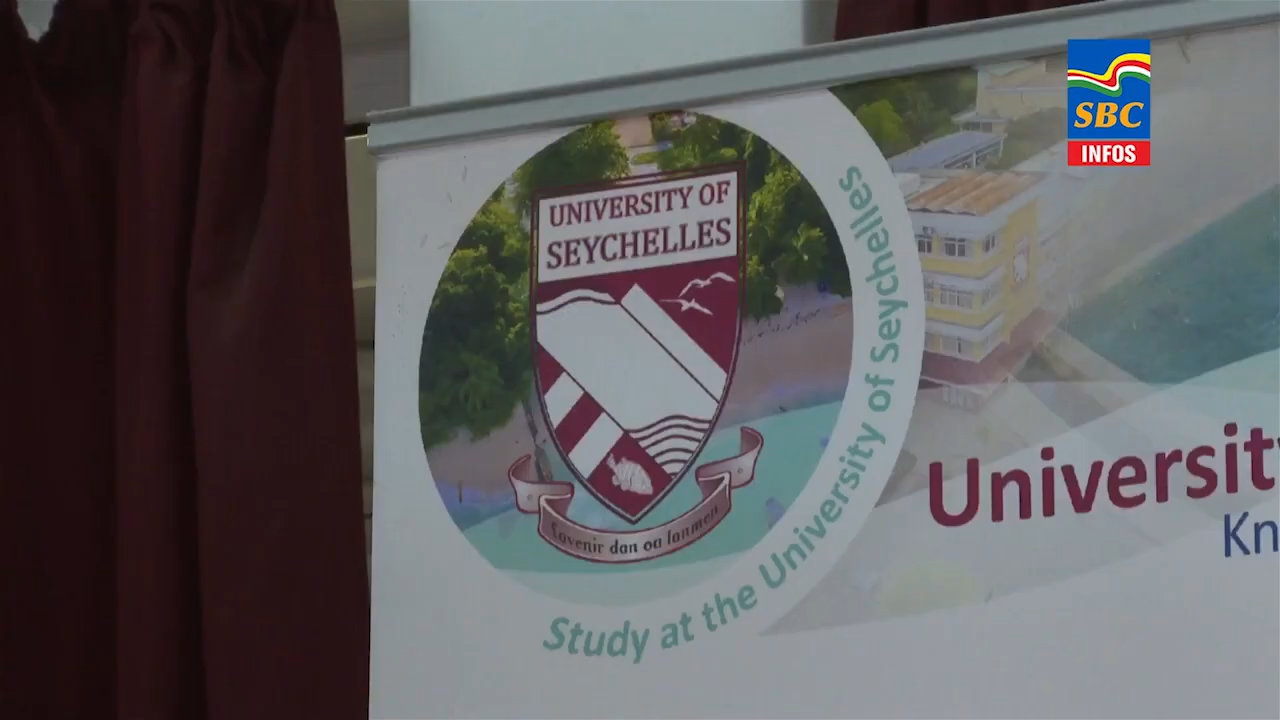 SBC
INFOS
UNIVERSITY OF
SEYCHELLES
Lavenir dan ou lanmen
Study at the University of Seychelles
Universit
Kn